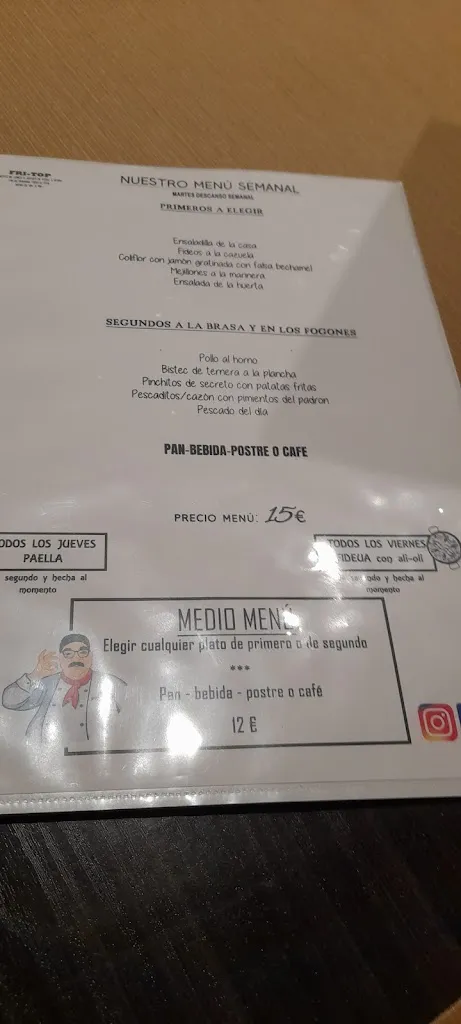 FRI-TOP
NUESTRO MENÚ SEMANAL
MARTES DESCANSO SEMANAL
PRIMEROS A ELEGIR
Ensaladilla de la casa
Fideos a la cazuela
Coliflor con jamón gratinada con falsa bechamel
Mejillones a la marinera
Ensalada de la huerta
SEGUNDOS A LA BRASA Y EN LOS FOGONES
Pollo al horno
Bistec de ternera a la plancha
Pinchitos de secreto con patatas fritas
Pescaditos/cazón con pimientos del padron
Pescado del día
PAN-BEBIDA-POSTRE O CAFE
PRECIO MENÚ: 15€
ODOS LOS JUEVES
PAELLA
segundo y hecha al
momento
TODOS LOS VIERNES
FIDEUA con all-oli
y hecha al
momento
MEDIO MENÚ
Elegir cualquier plato de primero o de segundo
***
Pan - bebida - postre o café
12 €